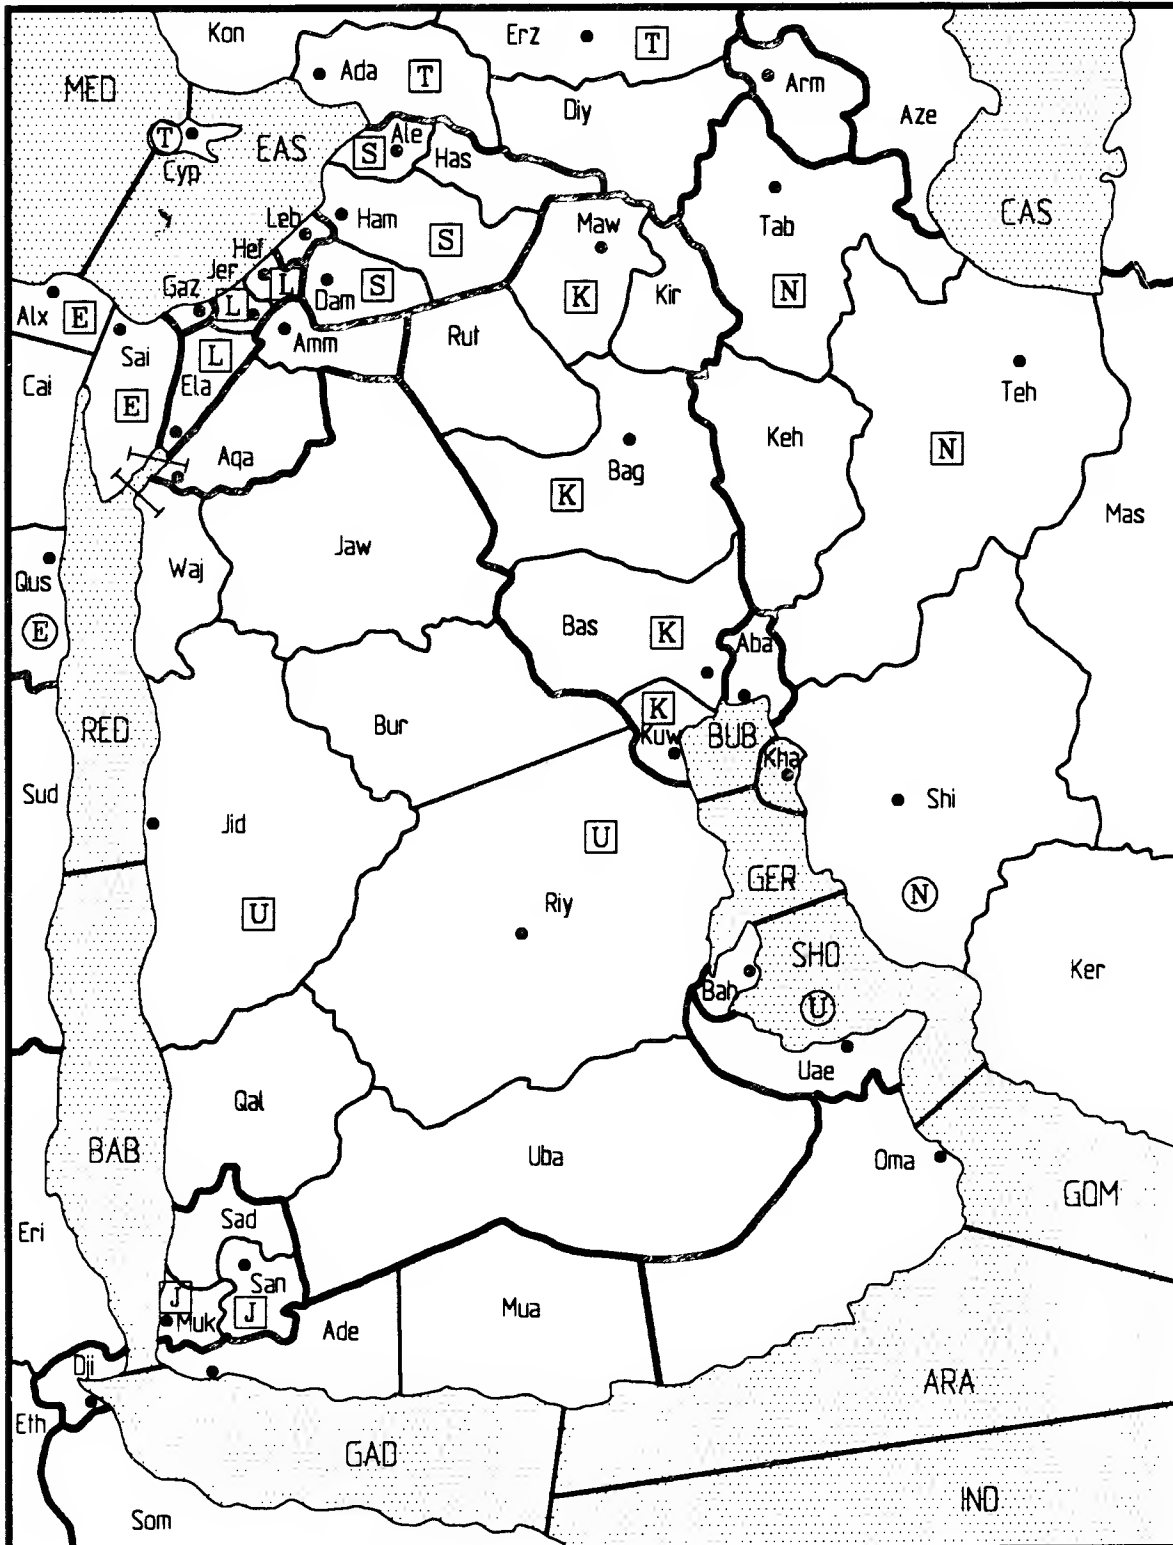 Kon
Erz
T
Ada
T
Arm
MED
Diy
Aze
T
Cyp
EAS
Ale
S
Has
CAS
Leb
Ham
Maw
Tab
Hef
S
Jer
L
Dam
S
Gaz
L
K
Kir
N
Alx
E
Amm
Rut
Sai
L
Cai
Ela
Teh
E
Keh
Aqa
Bag
N
K
Mas
Waj
Jaw
Qus
E
Bas
K
Aba
RED
Bur
K
Kuw
BUB
Kha
Sud
Jid
Shi
U
GER
N
U
Riy
SHO
Ker
Bah
U
Uae
Qal
BAB
Uba
Oma
GOM
Eri
Sad
San
J
J
Muk
Ade
Mua
Dji
ARA
Eth
GAD
IND
Som